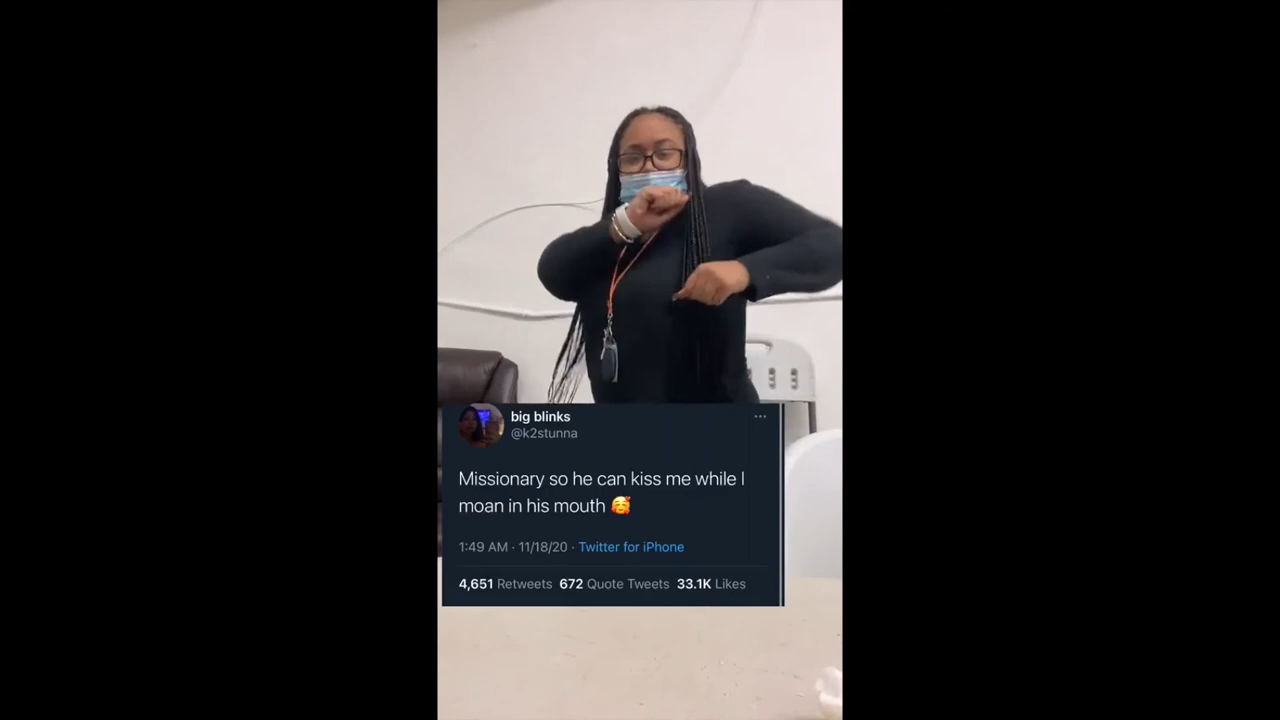 big blinks
@k2stunna
Missionary so he can kiss me while I
moan in his mouth 🥰
1:49 AM · 11/18/20 · Twitter for iPhone
4,651 Retweets 672 Quote Tweets 33.1K Likes